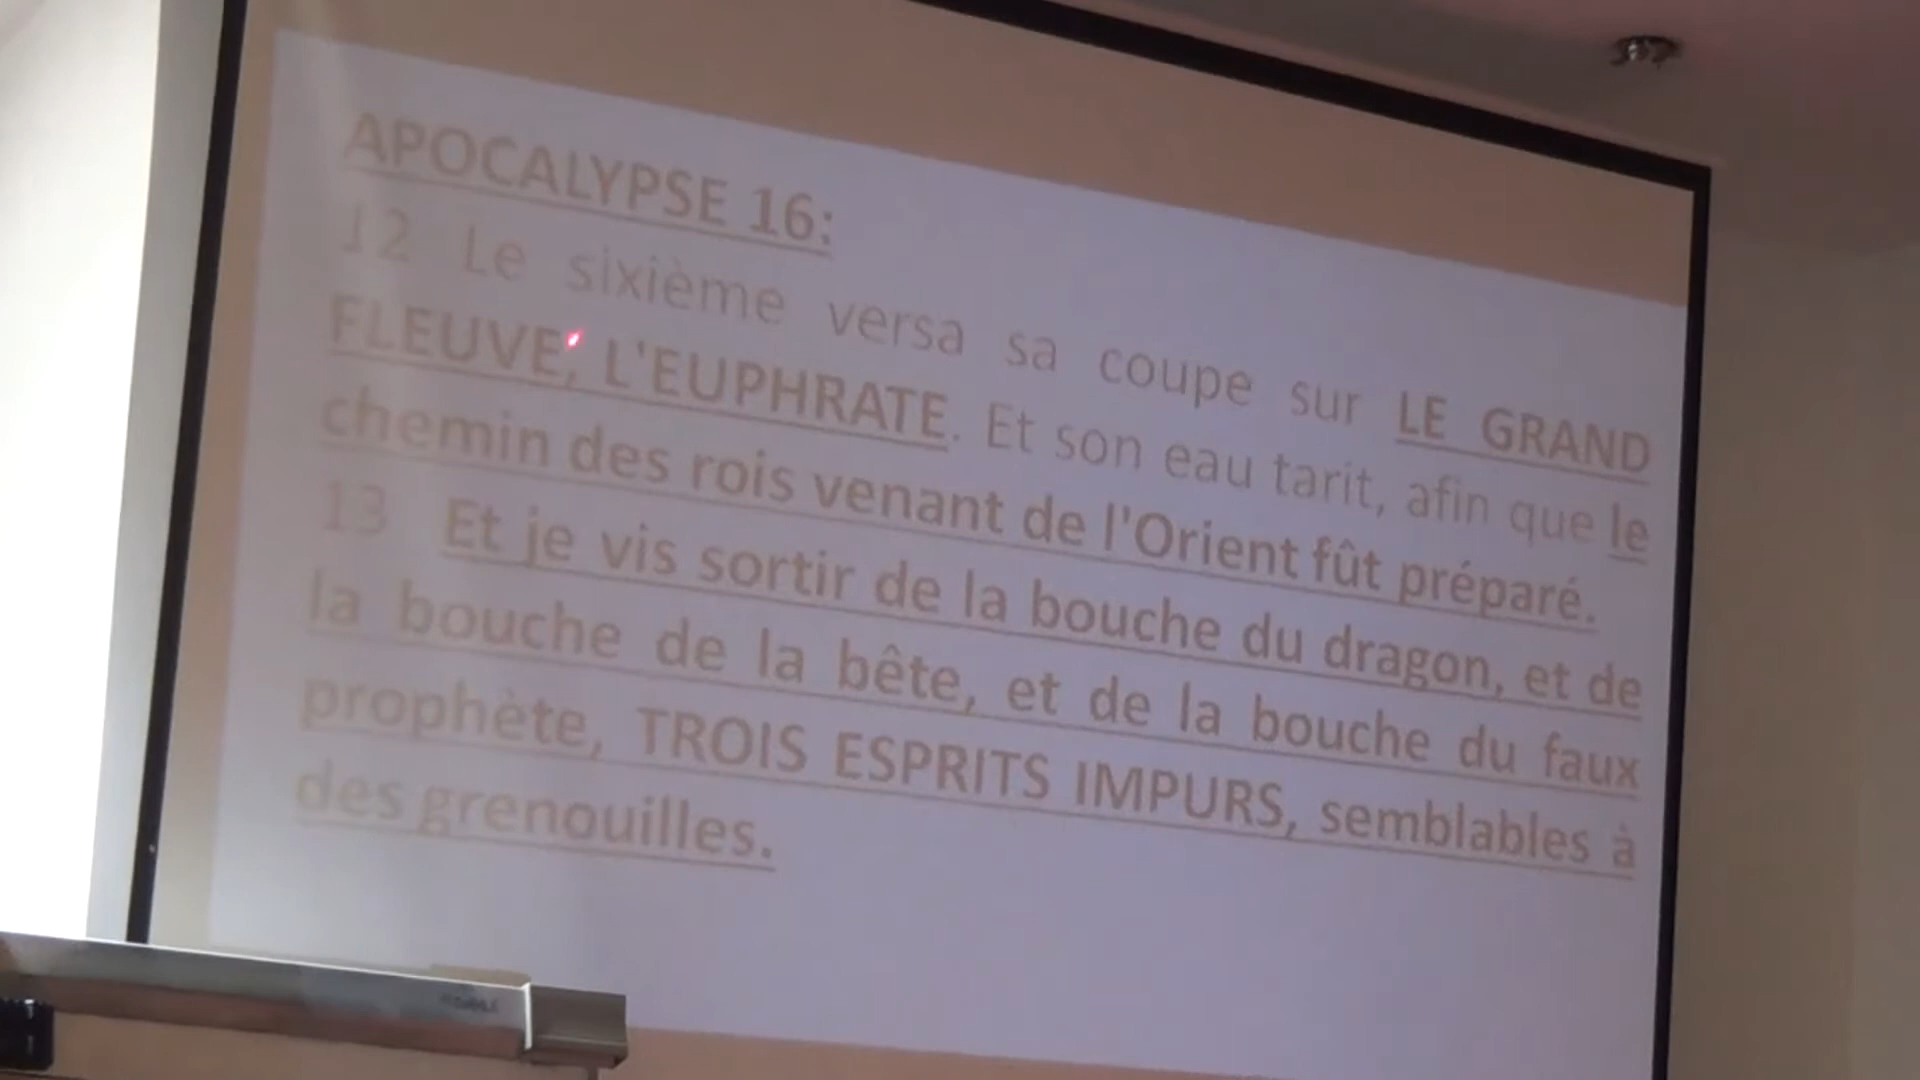 APOCALYPSE 16:
12 Le sixième versa sa coupe sur LE GRAND
FLEUVE, L'EUPHRATE. Et son eau tarit, afin que le
chemin des rois venant de l'Orient fût préparé.
13 Et je vis sortir de la bouche du dragon, et de
la bouche de la bête, et de la bouche du faux
prophète, TROIS ESPRITS IMPURS, semblables à
des grenouilles.